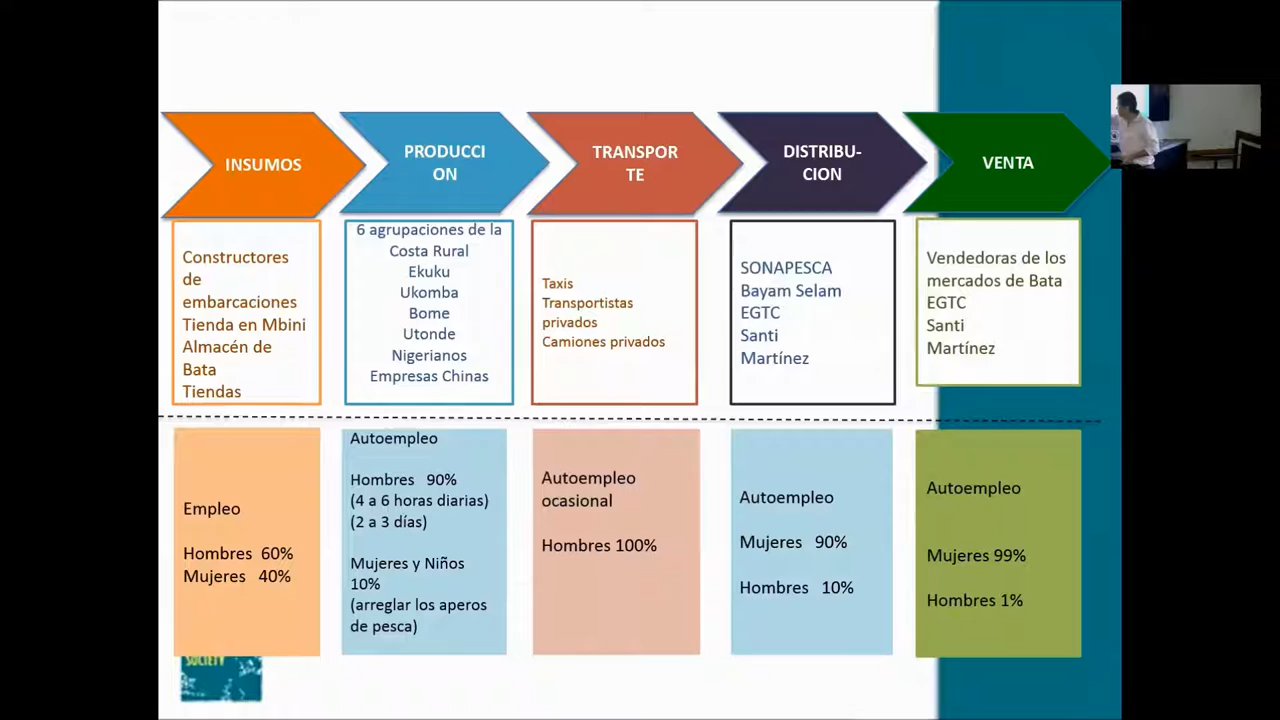 INSUMOS
PRODUCCI
ON
TRANSPOR
TE
DISTRIBU-
CION
VENTA
Constructores
de
embarcaciones
Tienda en Mbini
Almacén de
Bata
Tiendas
6 agrupaciones de la
Costa Rural
Ekuku
Ukomba
Bome
Utonde
Nigerianos
Empresas Chinas
Taxis
Transportistas
privados
Camiones privados
SONAPESCA
Bayam Selam
EGTC
Santi
Martínez
Vendedoras de los
mercados de Bata
EGTC
Santi
Martínez
Empleo
Hombres 60%
Mujeres 40%
Autoempleo
Hombres 90%
(4 a 6 horas diarias)
(2 a 3 días)
Mujeres y Niños
10%
(arreglar los aperos
de pesca)
Autoempleo
ocasional
Hombres 100%
Autoempleo
Mujeres 90%
Hombres 10%
Autoempleo
Mujeres 99%
Hombres 1%
SOCIETY